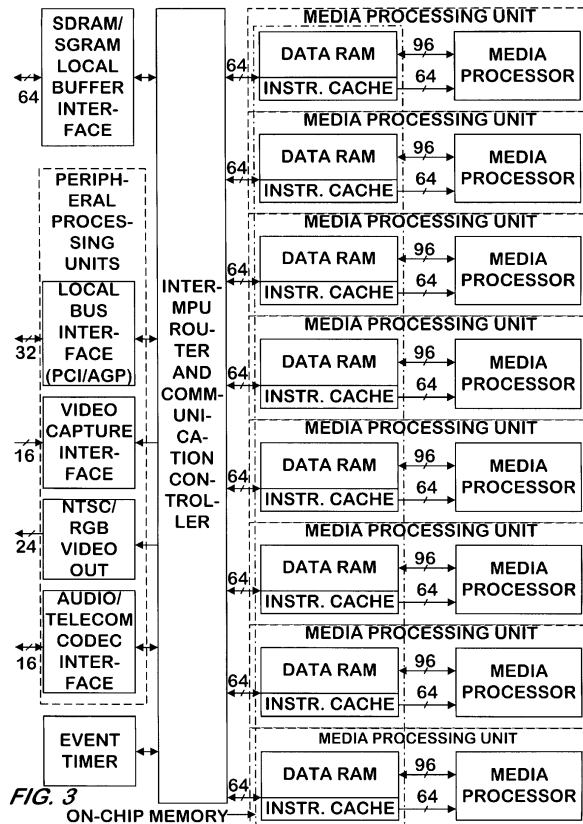 SDRAM/
SGRAM
LOCAL
BUFFER
INTER-
FACE
64
PERIPH-
ERAL
PROCES-
SING
UNITS
LOCAL
BUS
INTER-
FACE
(PCI/AGP)
32
VIDEO
CAPTURE
INTER-
FACE
16
NTSC/
RGB
VIDEO
OUT
24
AUDIO/
TELECOM
CODEC
INTER-
FACE
16
EVENT
TIMER
FIG. 3
INTER-
MPU
ROU-
TER
AND
COMM-
UNI-
CA-
TION
CON-
TRO-
LLER
MEDIA PROCESSING UNIT
64
DATA RAM
INSTR. CACHE
96
64
MEDIA
PROCESSOR
MEDIA PROCESSING UNIT
64
DATA RAM
INSTR. CACHE
96
64
MEDIA
PROCESSOR
MEDIA PROCESSING UNIT
64
DATA RAM
INSTR. CACHE
96
64
MEDIA
PROCESSOR
MEDIA PROCESSING UNIT
64
DATA RAM
INSTR. CACHE
96
64
MEDIA
PROCESSOR
MEDIA PROCESSING UNIT
64
DATA RAM
INSTR. CACHE
96
64
MEDIA
PROCESSOR
MEDIA PROCESSING UNIT
64
DATA RAM
INSTR. CACHE
96
64
MEDIA
PROCESSOR
MEDIA PROCESSING UNIT
64
DATA RAM
INSTR. CACHE
96
64
MEDIA
PROCESSOR
MEDIA PROCESSING UNIT
64
DATA RAM
INSTR. CACHE
96
64
MEDIA
PROCESSOR
ON-CHIP MEMORY